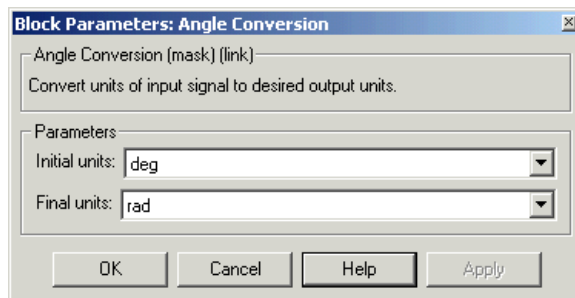 Block Parameters: Angle Conversion
Angle Conversion (mask) (link)
Convert units of input signal to desired output units.
Parameters
Initial units: deg
Final units: rad
OK Cancel Help Apply